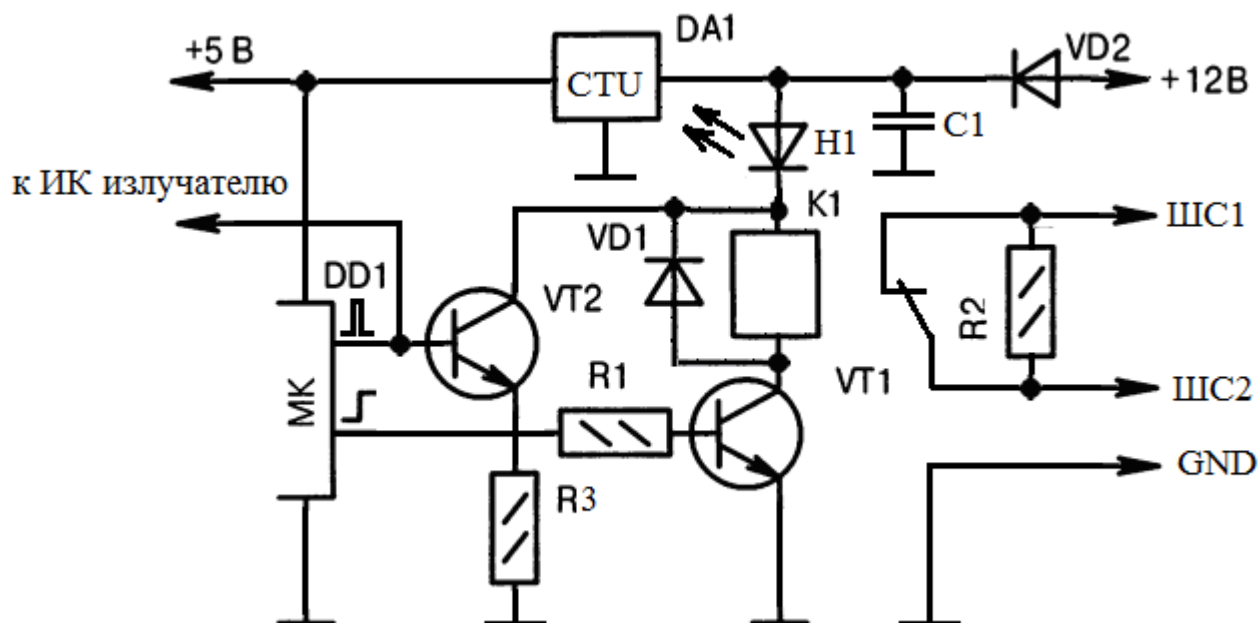 DA1
+5 В
CTU
VD2
+12В
H1
C1
к ИК излучателю
K1
ШС1
VD1
DD1
VT2
R2
R1
VT1
МК
ШС2
GND
R3